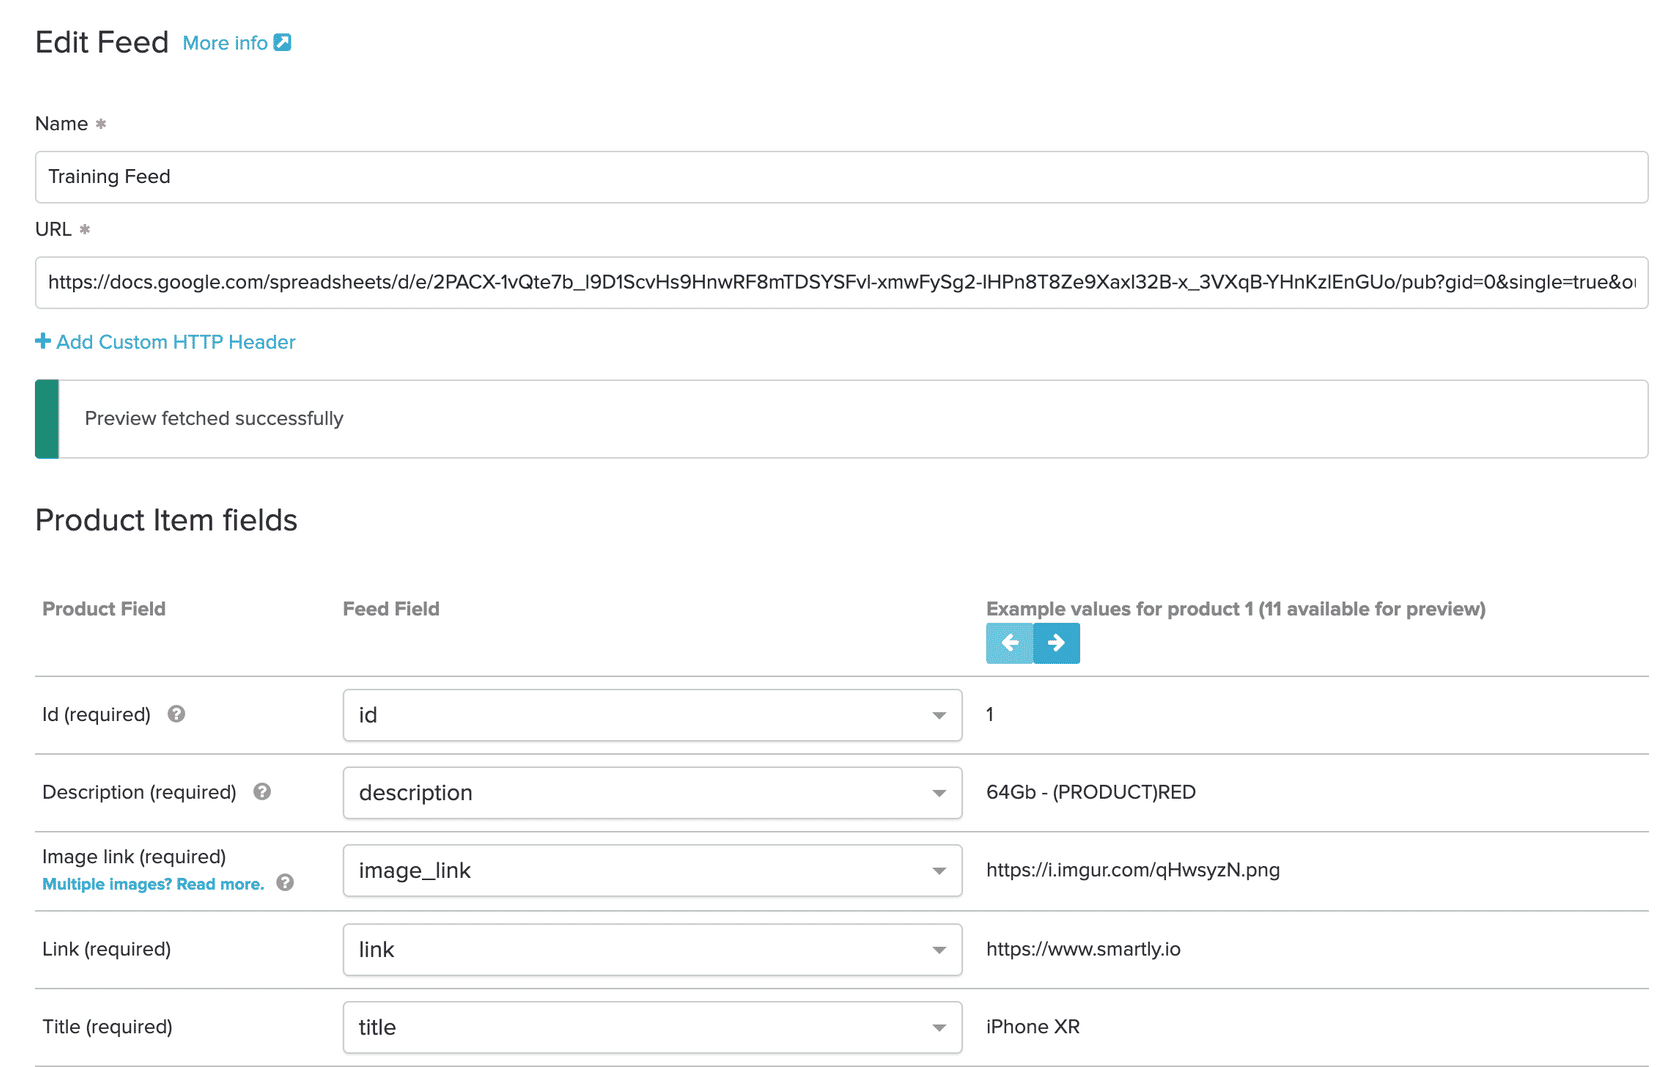 Edit Feed More info
Name *
Training Feed
URL *
https://docs.google.com/spreadsheets/d/e/2PACX-1vQte7b_l9D1ScvHs9HnwRF8mTDSYSFvl-xmwFySg2-IHPn8T8Ze9XaxI32B-x_3VXqB-YHnKzlEnGUo/pub?gid=0&single=true&ou
+ Add Custom HTTP Header
Preview fetched successfully
Product Item fields
Product Field Feed Field Example values for product 1 (11 available for preview)
Id (required) ? id 1
Description (required) ? description 64Gb - (PRODUCT)RED
Image link (required)
Multiple images? Read more. ? image_link https://i.imgur.com/qHwsyzN.png
Link (required) link https://www.smartly.io
Title (required) title iPhone XR